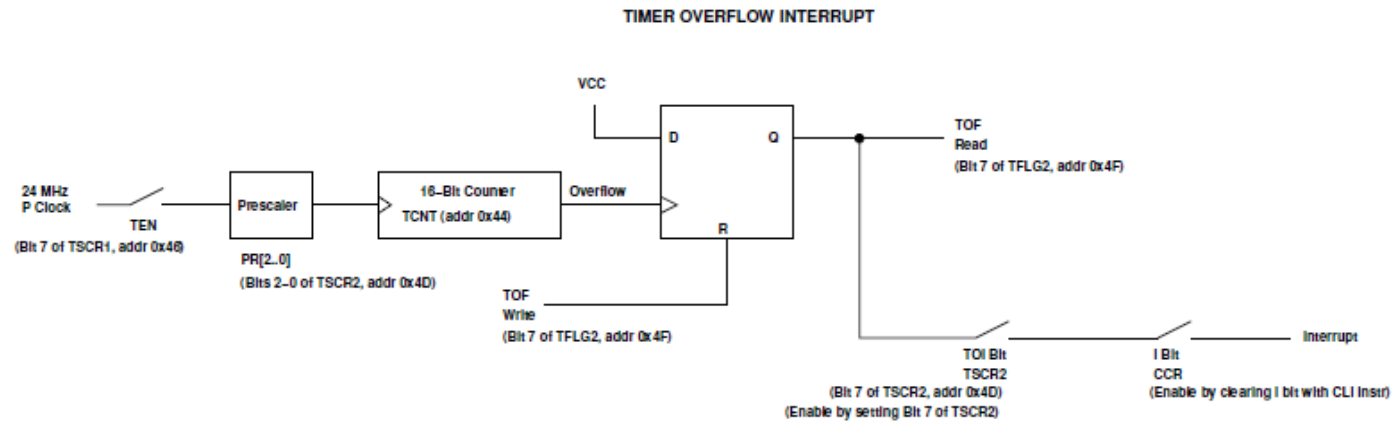 TIMER OVERFLOW INTERRUPT
VCC
D
Q
TOF
Read
(Bit 7 of TFLG2, addr 0x4F)
24 MHz
P Clock
TEN
(Bit 7 of TSCR1, addr 0x46)
Prescaler
PR[2..0]
(Bits 2–0 of TSCR2, addr 0x4D)
16–Bit Counter
TCNT (addr 0x44)
Overflow
R
TOF
Write
(Bit 7 of TFLG2, addr 0x4F)
TOI Bit
TSCR2
(Bit 7 of TSCR2, addr 0x4D)
(Enable by setting Bit 7 of TSCR2)
I Bit
CCR
(Enable by clearing I bit with CLI Instr)
Interrupt